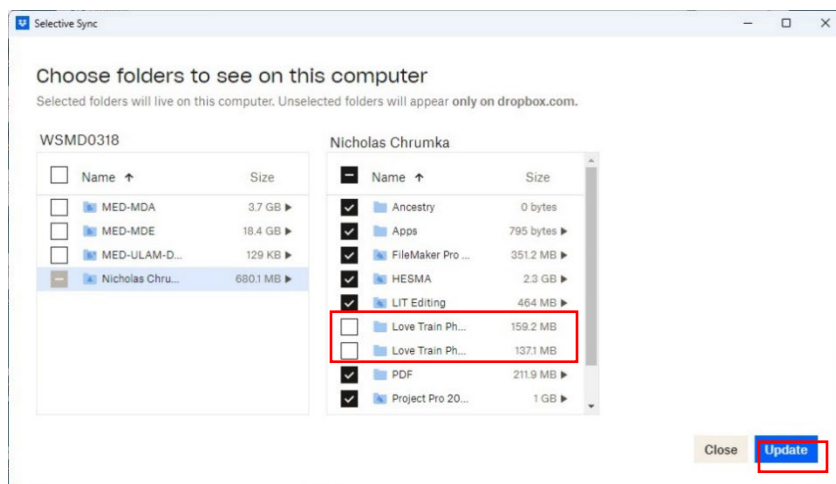 Selective Sync
Choose folders to see on this computer
Selected folders will live on this computer. Unselected folders will appear only on dropbox.com.
WSMD0318
Name ↑ Size
MED-MDA 3.7 GB ▶
MED-MDE 18.4 GB ▶
MED-ULAM-D... 129 KB ▶
Nicholas Chru... 680.1 MB ▶
Nicholas Chrumka
Name ↑ Size
Ancestry 0 bytes
Apps 795 bytes ▶
FileMaker Pro ... 351.2 MB ▶
HESMA 2.3 GB ▶
LIT Editing 464 MB ▶
Love Train Ph... 159.2 MB
Love Train Ph... 137.1 MB
PDF 211.9 MB ▶
Project Pro 20... 1 GB ▶
Close Update